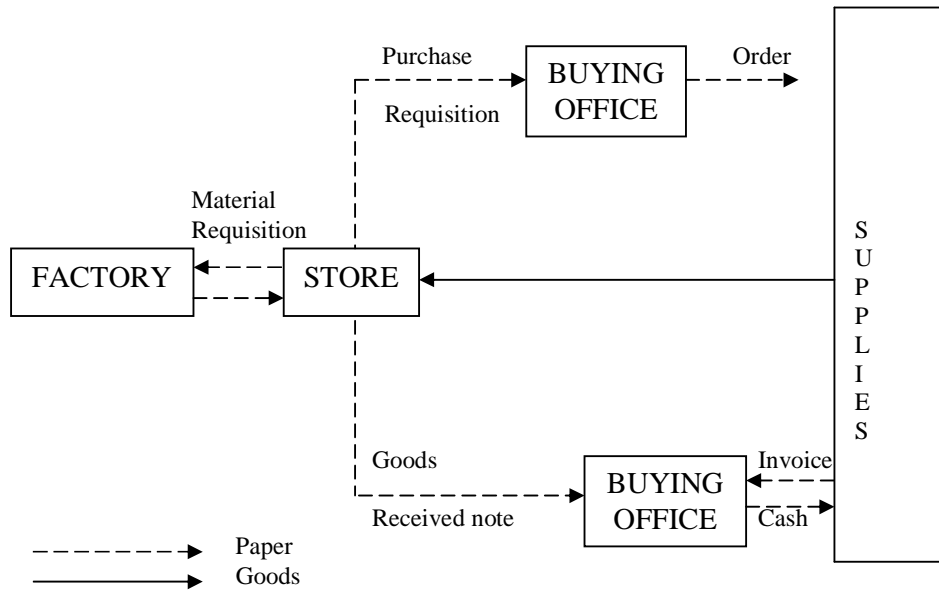 Purchase
Requisition
BUYING
OFFICE
Order
Material
Requisition
FACTORY
STORE
S
U
P
P
L
I
E
S
Goods
Received note
BUYING
OFFICE
Invoice
Cash
Paper
Goods